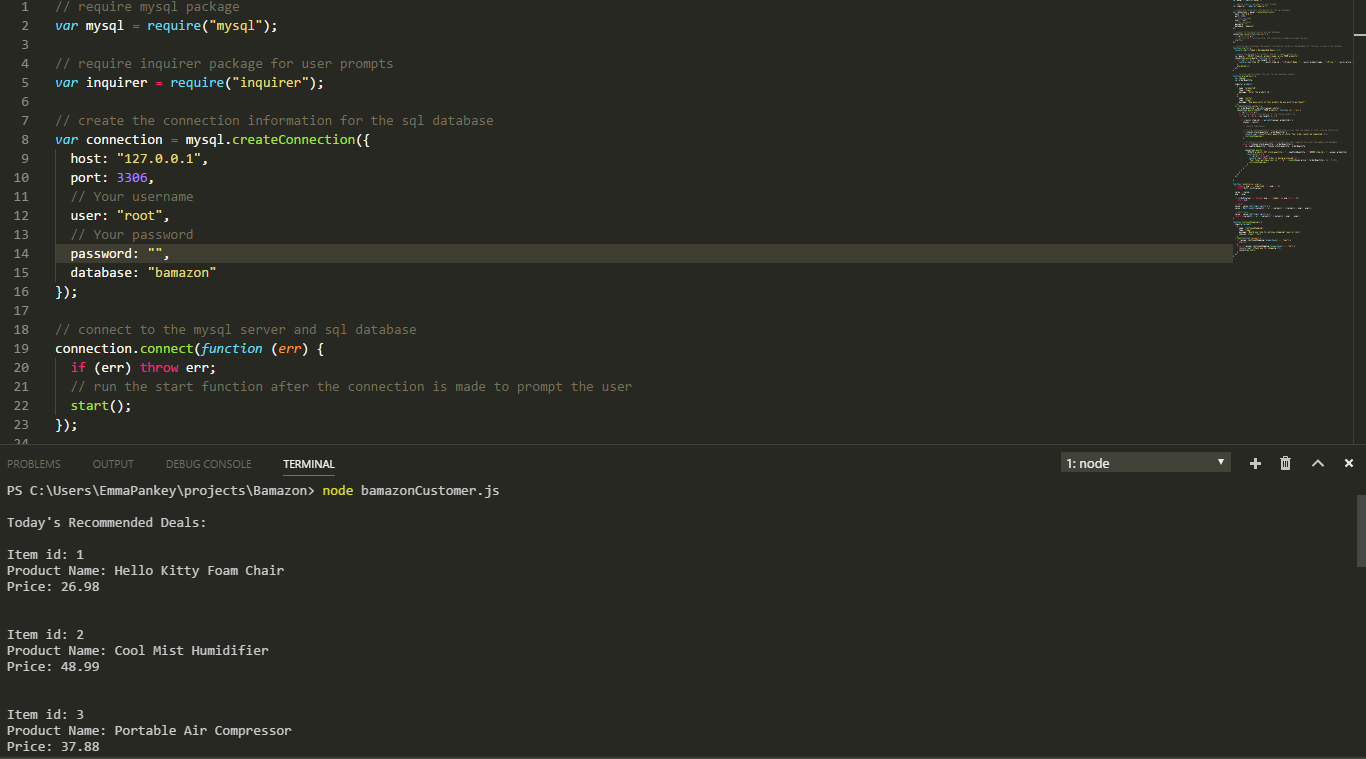 1 // require mysql package
2 var mysql = require("mysql");
3
4 // require inquirer package for user prompts
5 var inquirer = require("inquirer");
6
7 // create the connection information for the sql database
8 var connection = mysql.createConnection({
9 host: "127.0.0.1",
10 port: 3306,
11 // Your username
12 user: "root",
13 // Your password
14 password: "",
15 database: "bamazon"
16 });
17
18 // connect to the mysql server and sql database
19 connection.connect(function (err) {
20 if (err) throw err;
21 // run the start function after the connection is made to prompt the user
22 start();
23 });
24
PROBLEMS OUTPUT DEBUG CONSOLE TERMINAL 1: node
PS C:\Users\EmmaPankey\projects\Bamazon> node bamazonCustomer.js
Today's Recommended Deals:
Item id: 1
Product Name: Hello Kitty Foam Chair
Price: 26.98
Item id: 2
Product Name: Cool Mist Humidifier
Price: 48.99
Item id: 3
Product Name: Portable Air Compressor
Price: 37.88